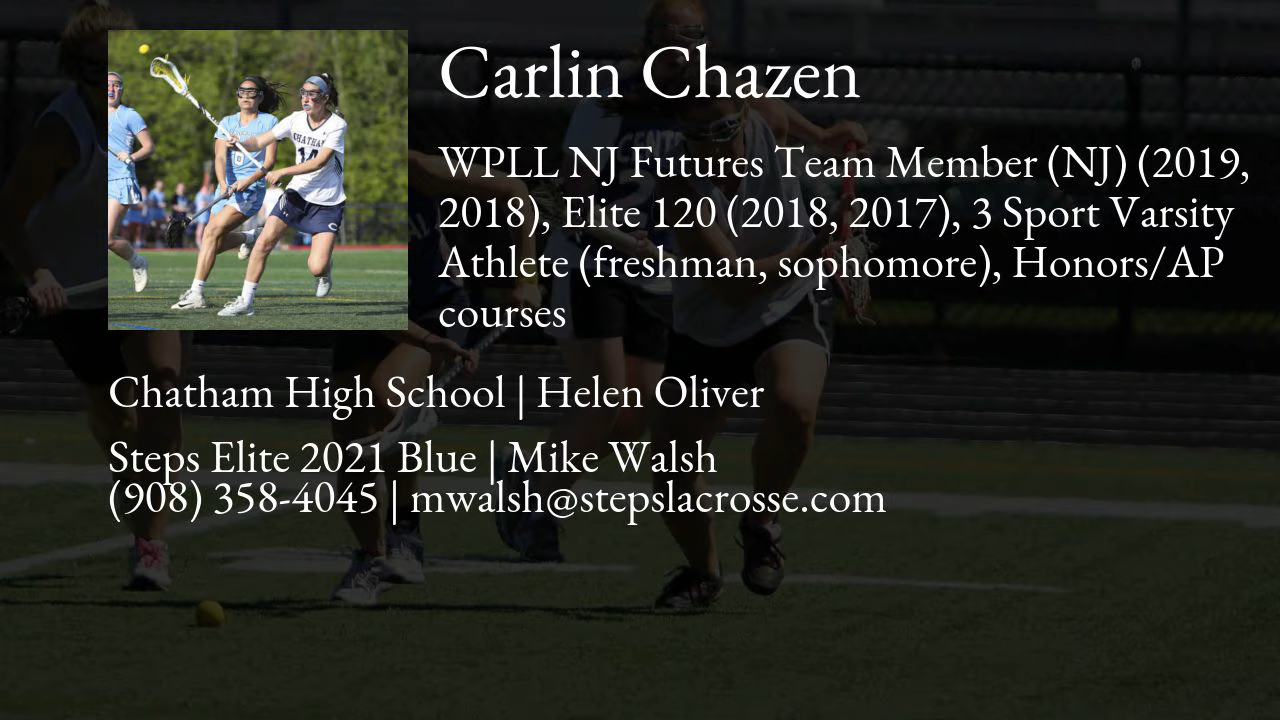 Carlin Chazen
WPLL NJ Futures Team Member (NJ) (2019,
2018), Elite 120 (2018, 2017), 3 Sport Varsity
Athlete (freshman, sophomore), Honors/AP
courses
CHATHAM
14
Chatham High School | Helen Oliver
Steps Elite 2021 Blue | Mike Walsh
(908) 358-4045 | mwalsh@stepslacrosse.com